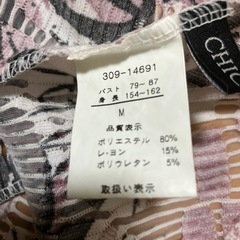 309-14691
バスト 79~87
身長 154~162
M
品質表示
ポリエステル 80%
レーヨン 15%
ポリウレタン 5%
取扱い表示
CHIC